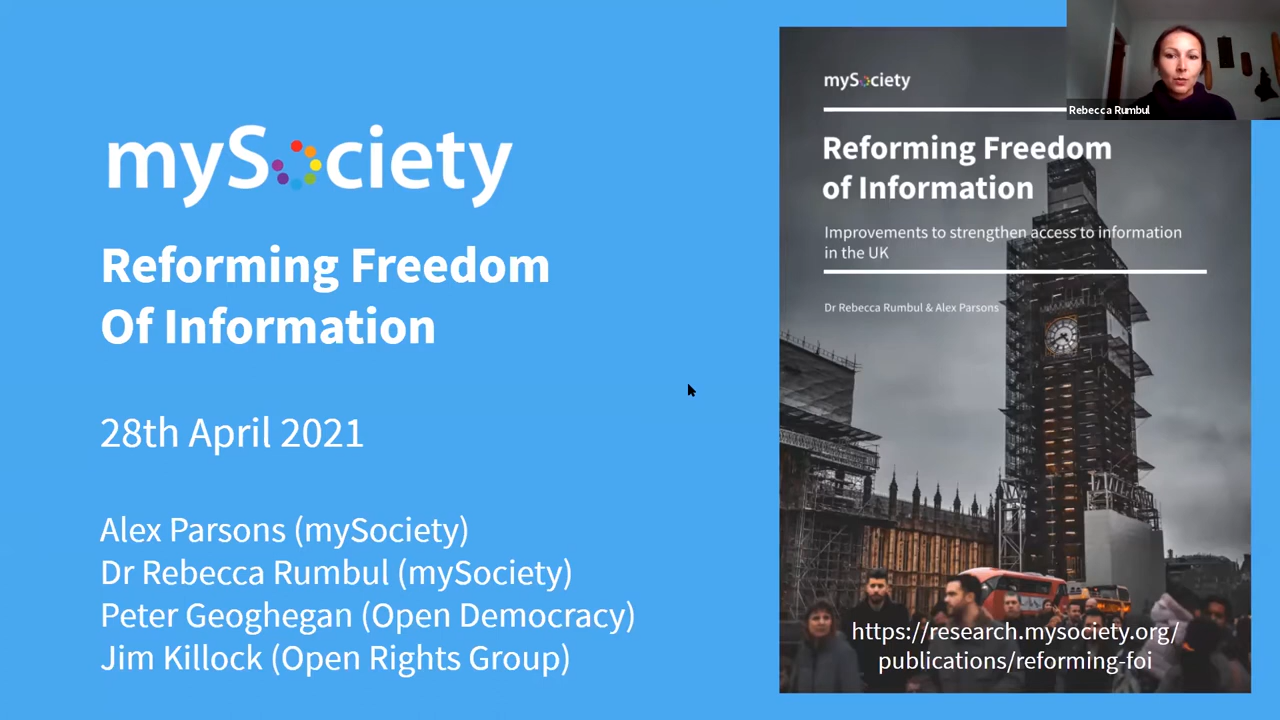 mySociety
Reforming Freedom
Of Information
28th April 2021
Alex Parsons (mySociety)
Dr Rebecca Rumbul (mySociety)
Peter Geoghegan (Open Democracy)
Jim Killock (Open Rights Group)
mySociety
Reforming Freedom
of Information
Improvements to strengthen access to information
in the UK
Dr Rebecca Rumbul & Alex Parsons
https://research.mysociety.org/
publications/reforming-foi
Rebecca Rumbul